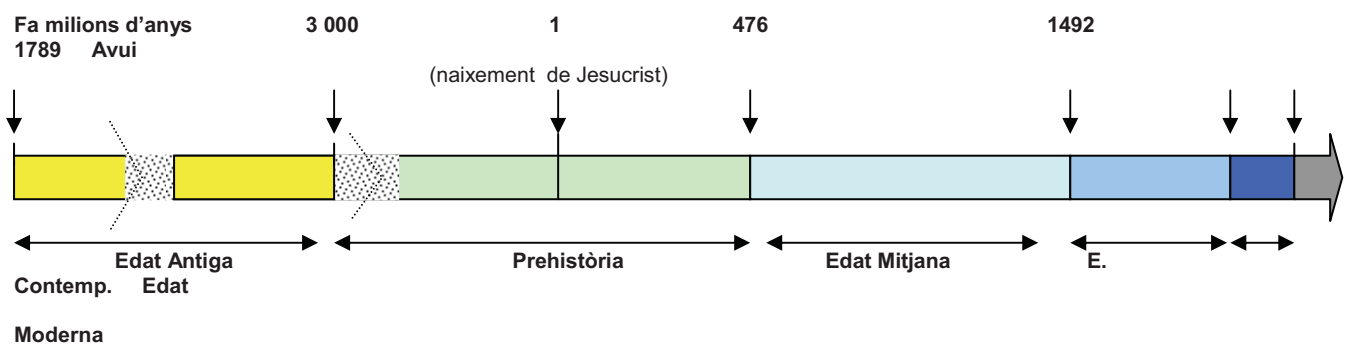 Fa milions d’anys 3 000 1 476 1492
1789 Avui
(naixement de Jesucrist)
Edat Antiga Prehistòria Edat Mitjana E.
Contemp. Edat
Moderna